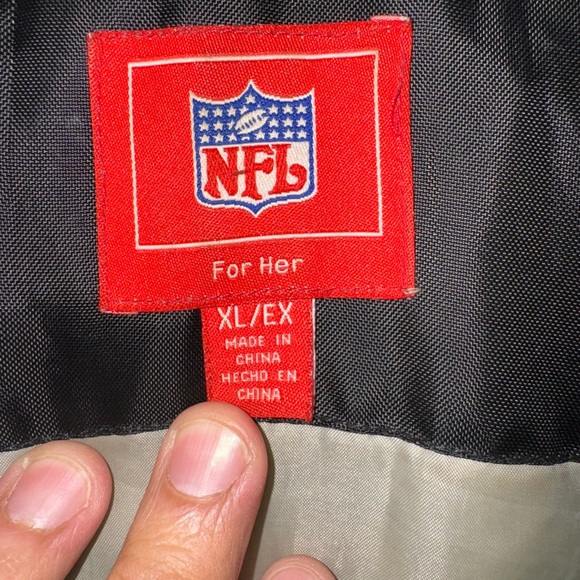 NFL
For Her
XL/EX
MADE IN
CHINA
HECHO EN
CHINA